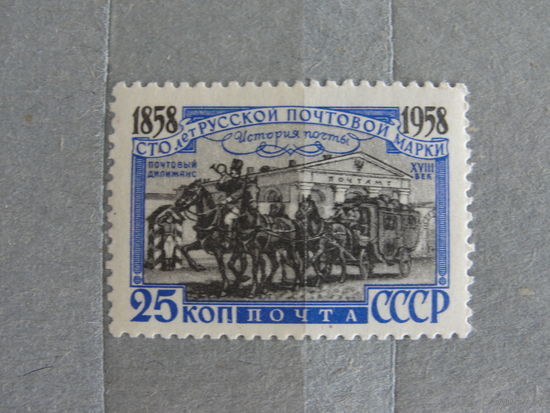 1858 1958
СТО лет РУССКОЙ ПОЧТОВОЙ МАРКИ
История почты
ПОЧТОВЫЙ
ДИЛИЖАНС
XVIII
ВЕК
ПОЧТАМТ
25 КОП ПОЧТА СССР